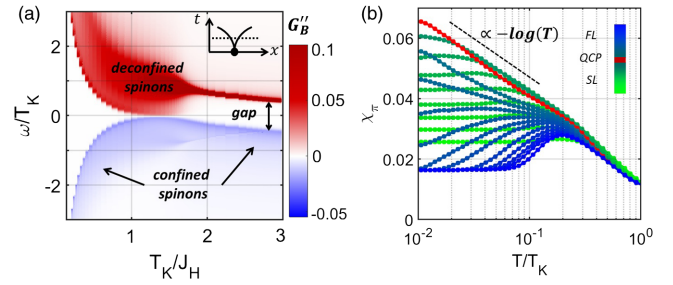 (a)
t
x
G''_B
3
2
0
-2
ω/T_K
deconfined
spinons
gap
confined
spinons
0.1
0.05
0
-0.05
1
2
3
T_K/J_H
(b)
∝ -log(T)
FL
QCP
SL
0.06
0.04
0.02
0
χ_π
10^-2
10^-1
10^0
T/T_K